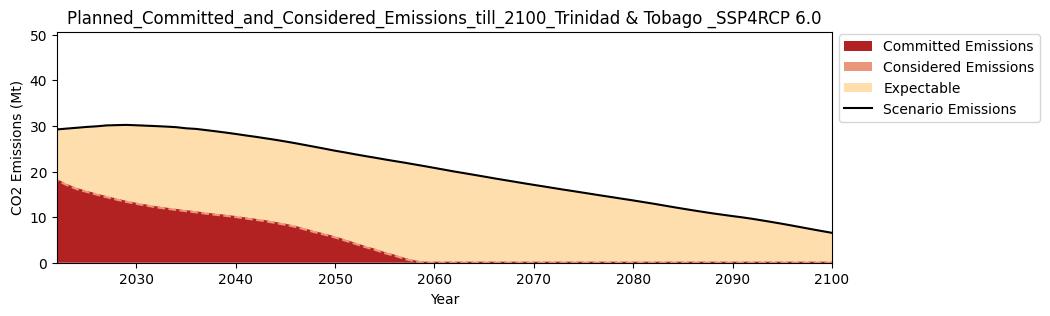 Planned_Committed_and_Considered_Emissions_till_2100_Trinidad & Tobago _SSP4RCP 6.0
50
40
30
20
10
0
CO2 Emissions (Mt)
2030
2040
2050
2060
2070
2080
2090
2100
Year
Committed Emissions
Considered Emissions
Expectable
Scenario Emissions